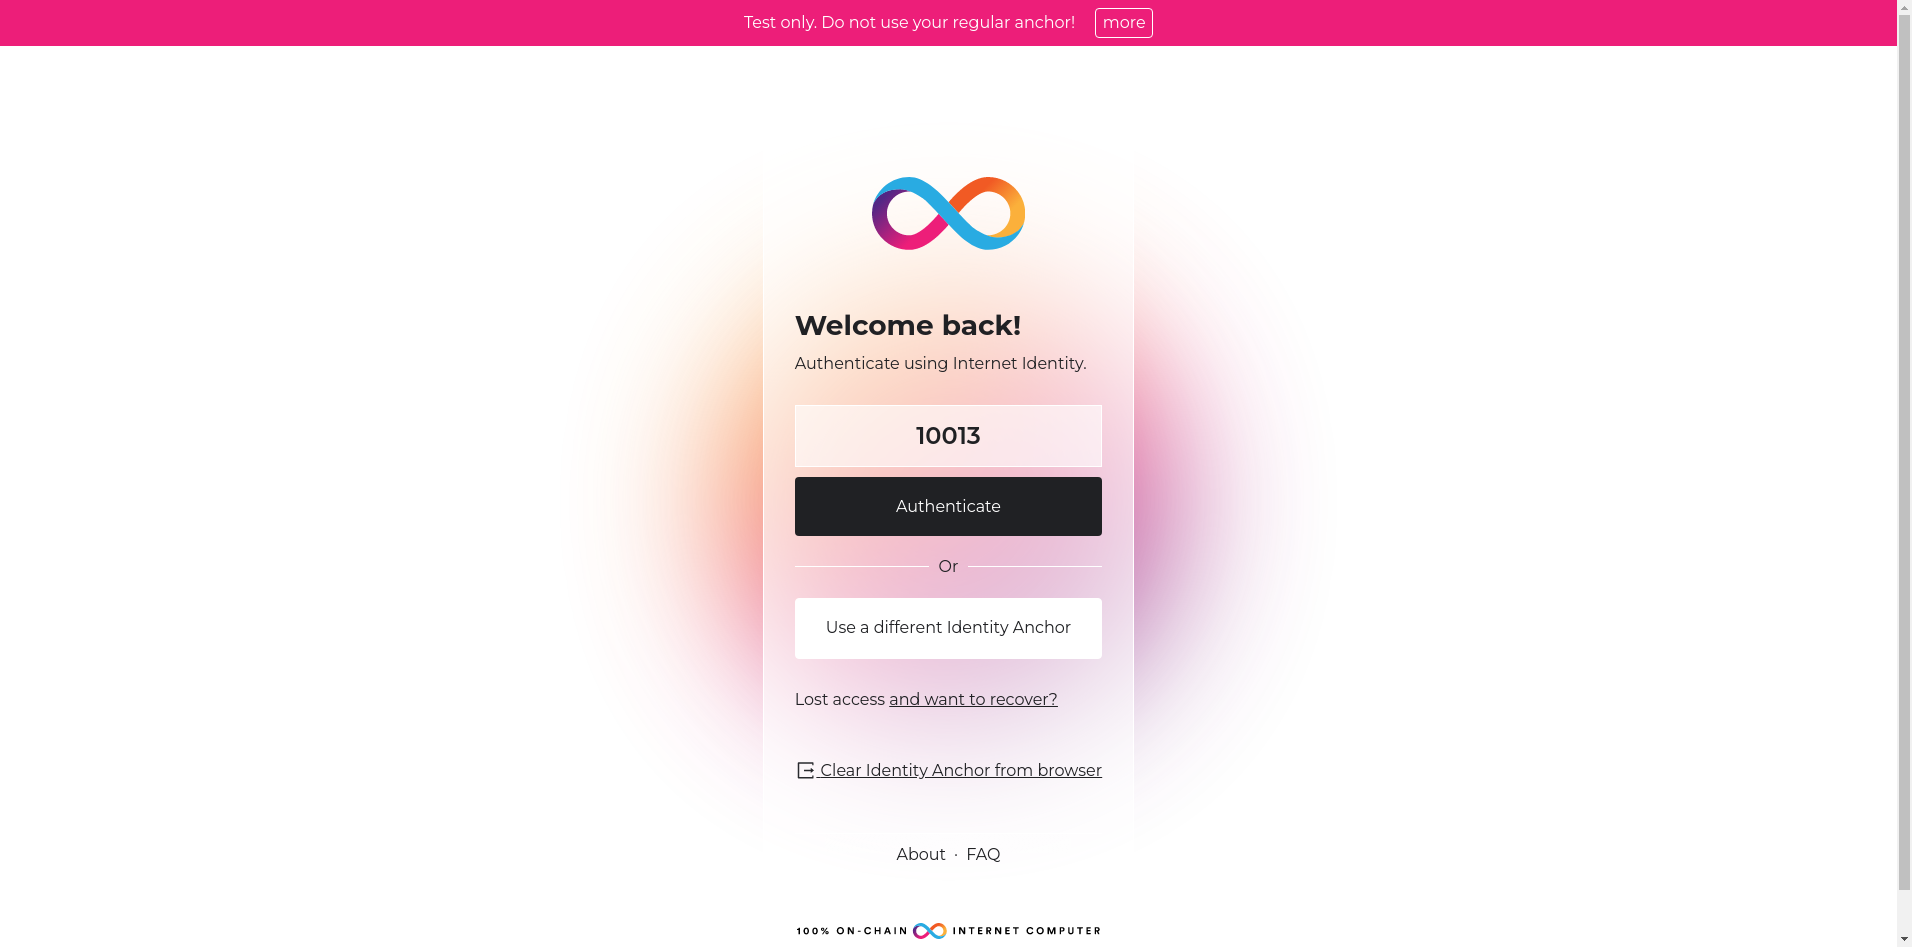 Test only. Do not use your regular anchor! more
Welcome back!
Authenticate using Internet Identity.
10013
Authenticate
Or
Use a different Identity Anchor
Lost access and want to recover?
Clear Identity Anchor from browser
About · FAQ
100% ON-CHAIN INTERNET COMPUTER